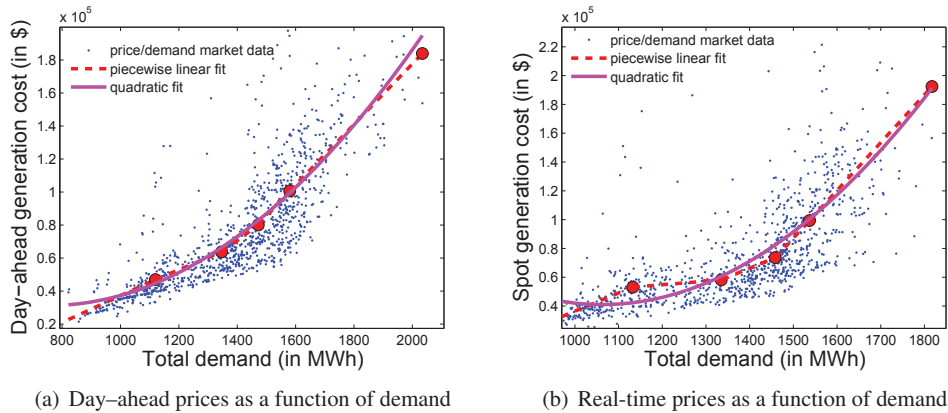 x 10⁵
Day–ahead generation cost (in $)
1.8
1.6
1.4
1.2
1
0.8
0.6
0.4
0.2
price/demand market data
piecewise linear fit
quadratic fit
800 1000 1200 1400 1600 1800 2000
Total demand (in MWh)
(a) Day–ahead prices as a function of demand
x 10⁵
Spot generation cost (in $)
2.2
2
1.8
1.6
1.4
1.2
1
0.8
0.6
0.4
price/demand market data
piecewise linear fit
quadratic fit
1000 1100 1200 1300 1400 1500 1600 1700 1800
Total demand (in MWh)
(b) Real-time prices as a function of demand